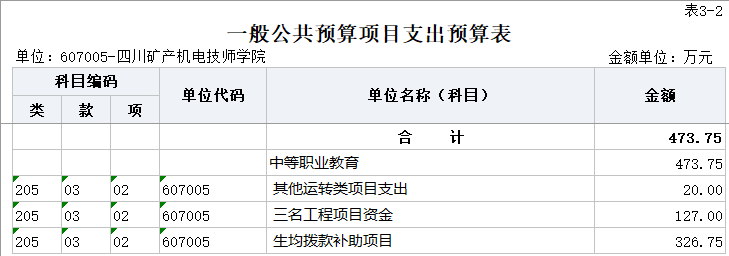 表3-2
一般公共预算项目支出预算表
单位：607005-四川矿产机电技师学院 金额单位：万元
科目编码 单位代码 单位名称（科目） 金额
类 款 项
合 计 473.75
中等职业教育 473.75
205 03 02 607005 其他运转类项目支出 20.00
205 03 02 607005 三名工程项目资金 127.00
205 03 02 607005 生均拨款补助项目 326.75